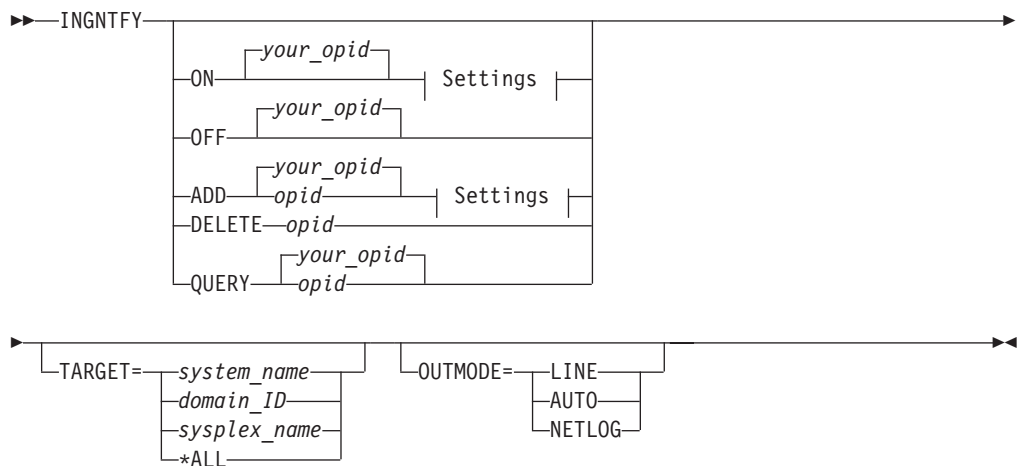 INGNTFY
your_opid
ON Settings
your_opid
OFF
your_opid
ADD opid Settings
DELETE opid
your_opid
QUERY opid
TARGET= system_name OUTMODE= LINE
domain_ID AUTO
sysplex_name NETLOG
*ALL